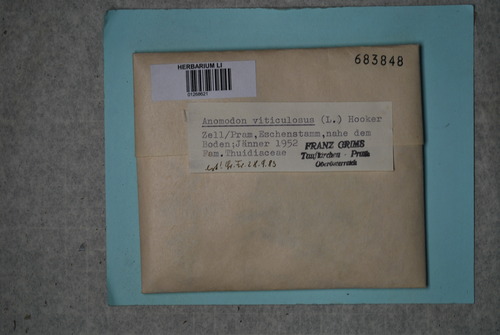 683848
HERBARIUM LI
Anomodon viticulosus (L.) Hooker
Zell/Pram,Eschenstamm,nahe dem
Boden;Jänner 1952
Fam.Thuidiaceae
FRANZ GRIMS
Taufkirchen - Pram
Oberösterreich